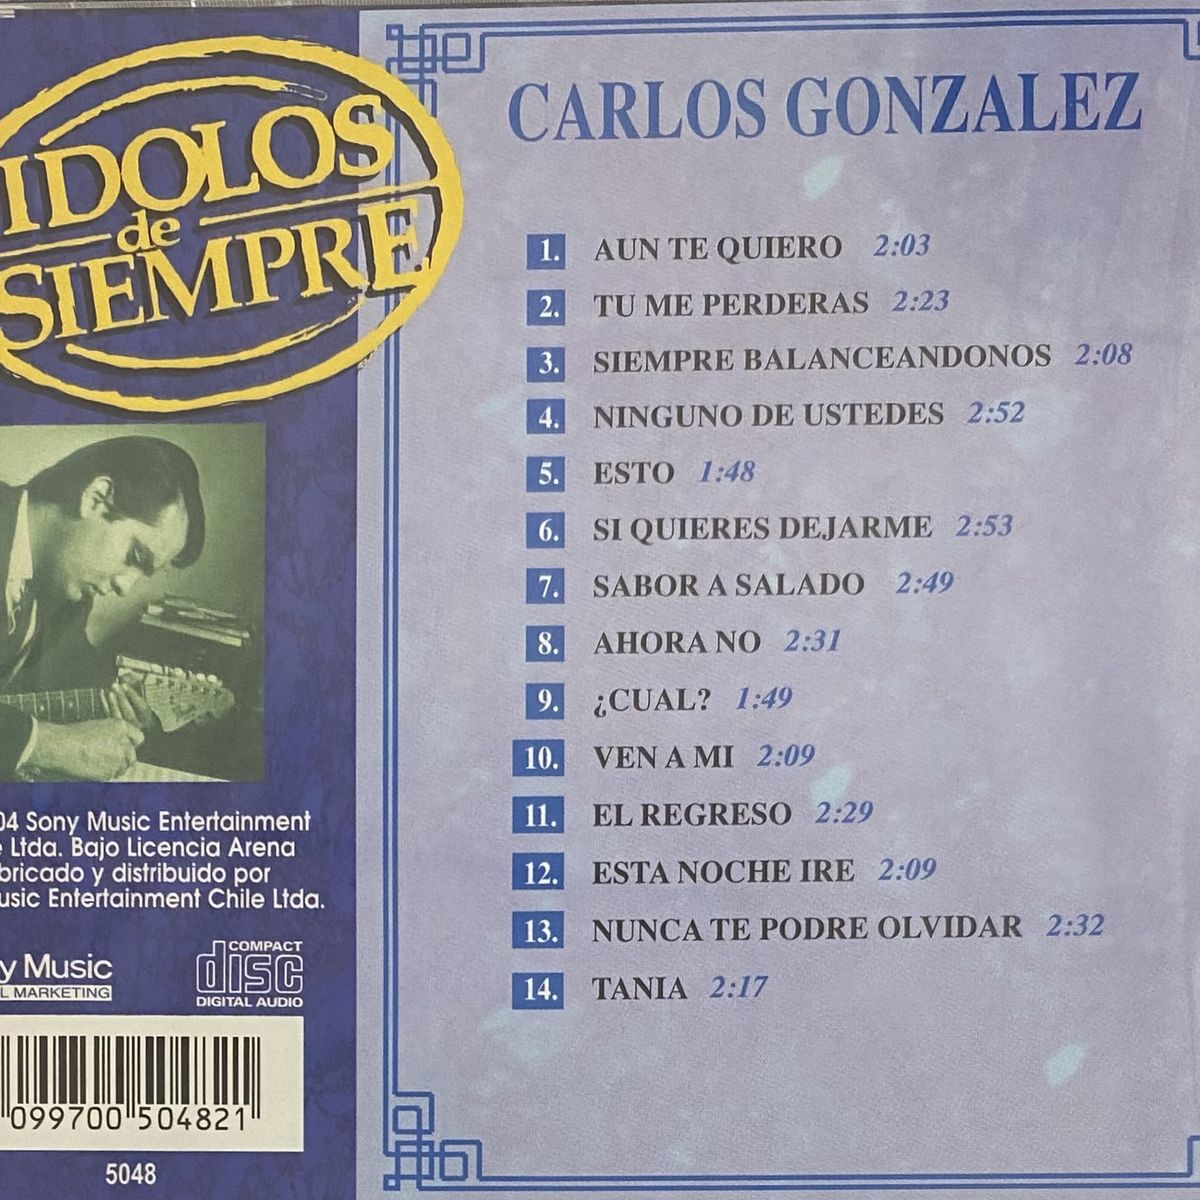 IDOLOS
de
SIEMPRE
CARLOS GONZALEZ
1. AUN TE QUIERO 2:03
2. TU ME PERDERAS 2:23
3. SIEMPRE BALANCEANDONOS 2:08
4. NINGUNO DE USTEDES 2:52
5. ESTO 1:48
6. SI QUIERES DEJARME 2:53
7. SABOR A SALADO 2:49
8. AHORA NO 2:31
9. ¿CUAL? 1:49
10. VEN A MI 2:09
11. EL REGRESO 2:29
12. ESTA NOCHE IRE 2:09
13. NUNCA TE PODRE OLVIDAR 2:32
14. TANIA 2:17
04 Sony Music Entertainment
e Ltda. Bajo Licencia Arena
bricado y distribuido por
usic Entertainment Chile Ltda.
y Music
L MARKETING
COMPACT
disc
DIGITAL AUDIO
099700 504821
5048